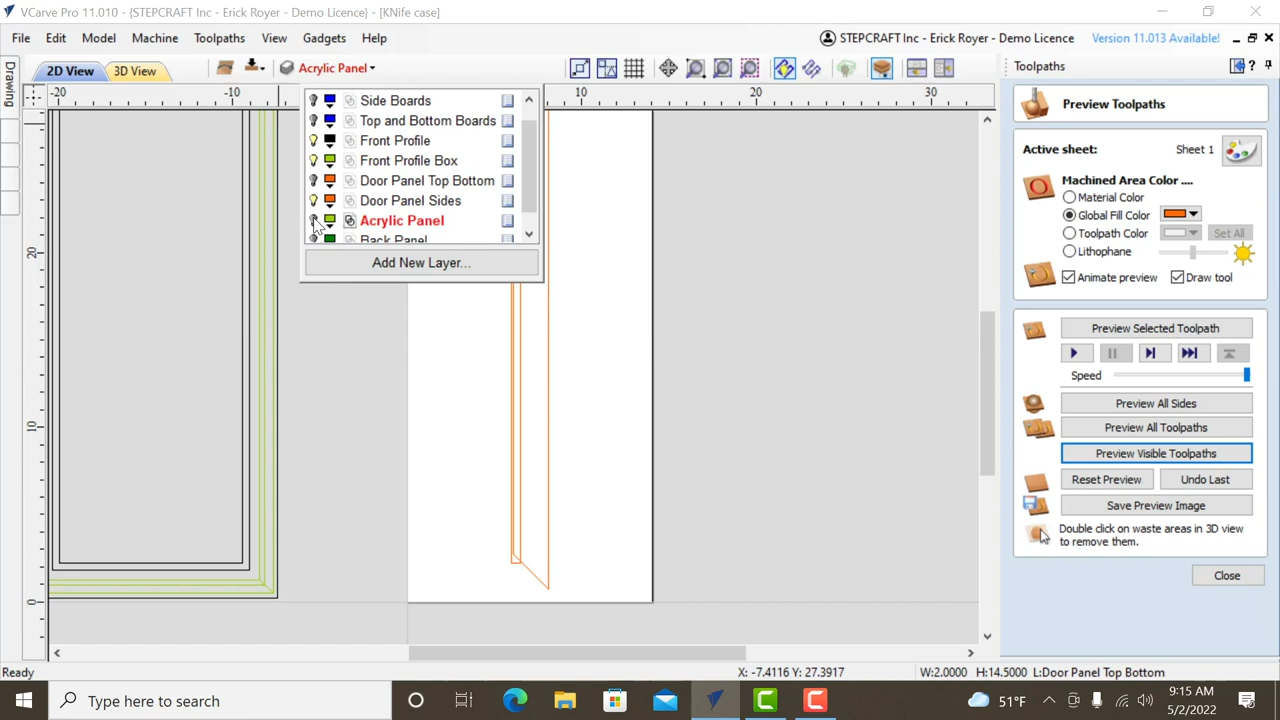 VCarve Pro 11.010 - {STEPCRAFT Inc - Erick Royer - Demo Licence} - [KNife case]
File Edit Model Machine Toolpaths View Gadgets Help
STEPCRAFT Inc - Erick Royer - Demo Licence Version 11.013 Available!
Drawing
2D View 3D View
Acrylic Panel
-20 -10 10 20 30
20
10
0
Side Boards
Top and Bottom Boards
Front Profile
Front Profile Box
Door Panel Top Bottom
Door Panel Sides
Acrylic Panel
Back Panel
Add New Layer...
Toolpaths
?
Preview Toolpaths
Active sheet: Sheet 1
Machined Area Color ....
Material Color
Global Fill Color
Toolpath Color Set All
Lithophane
Animate preview Draw tool
Preview Selected Toolpath
Speed
Preview All Sides
Preview All Toolpaths
Preview Visible Toolpaths
Reset Preview Undo Last
Save Preview Image
Double click on waste areas in 3D view
to remove them.
Close
Ready X: -7.4116 Y: 27.3917 W:2.0000 H:14.5000 L:Door Panel Top Bottom
Type here to search
51°F
9:15 AM
5/2/2022